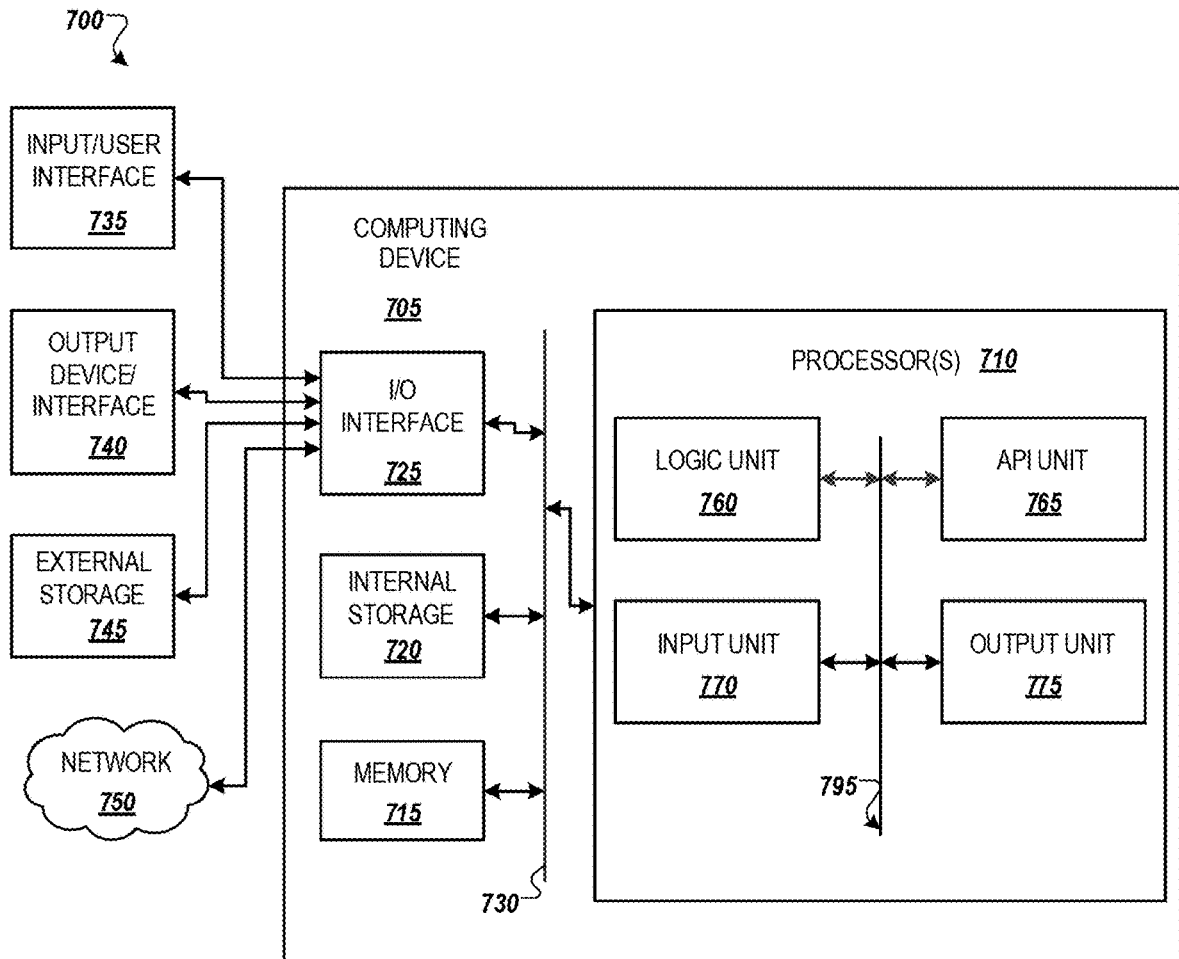 700
INPUT/USER
INTERFACE
735
OUTPUT
DEVICE/
INTERFACE
740
EXTERNAL
STORAGE
745
NETWORK
750
COMPUTING
DEVICE
705
I/O
INTERFACE
725
INTERNAL
STORAGE
720
MEMORY
715
730
PROCESSOR(S) 710
LOGIC UNIT
760
API UNIT
765
INPUT UNIT
770
OUTPUT UNIT
775
795